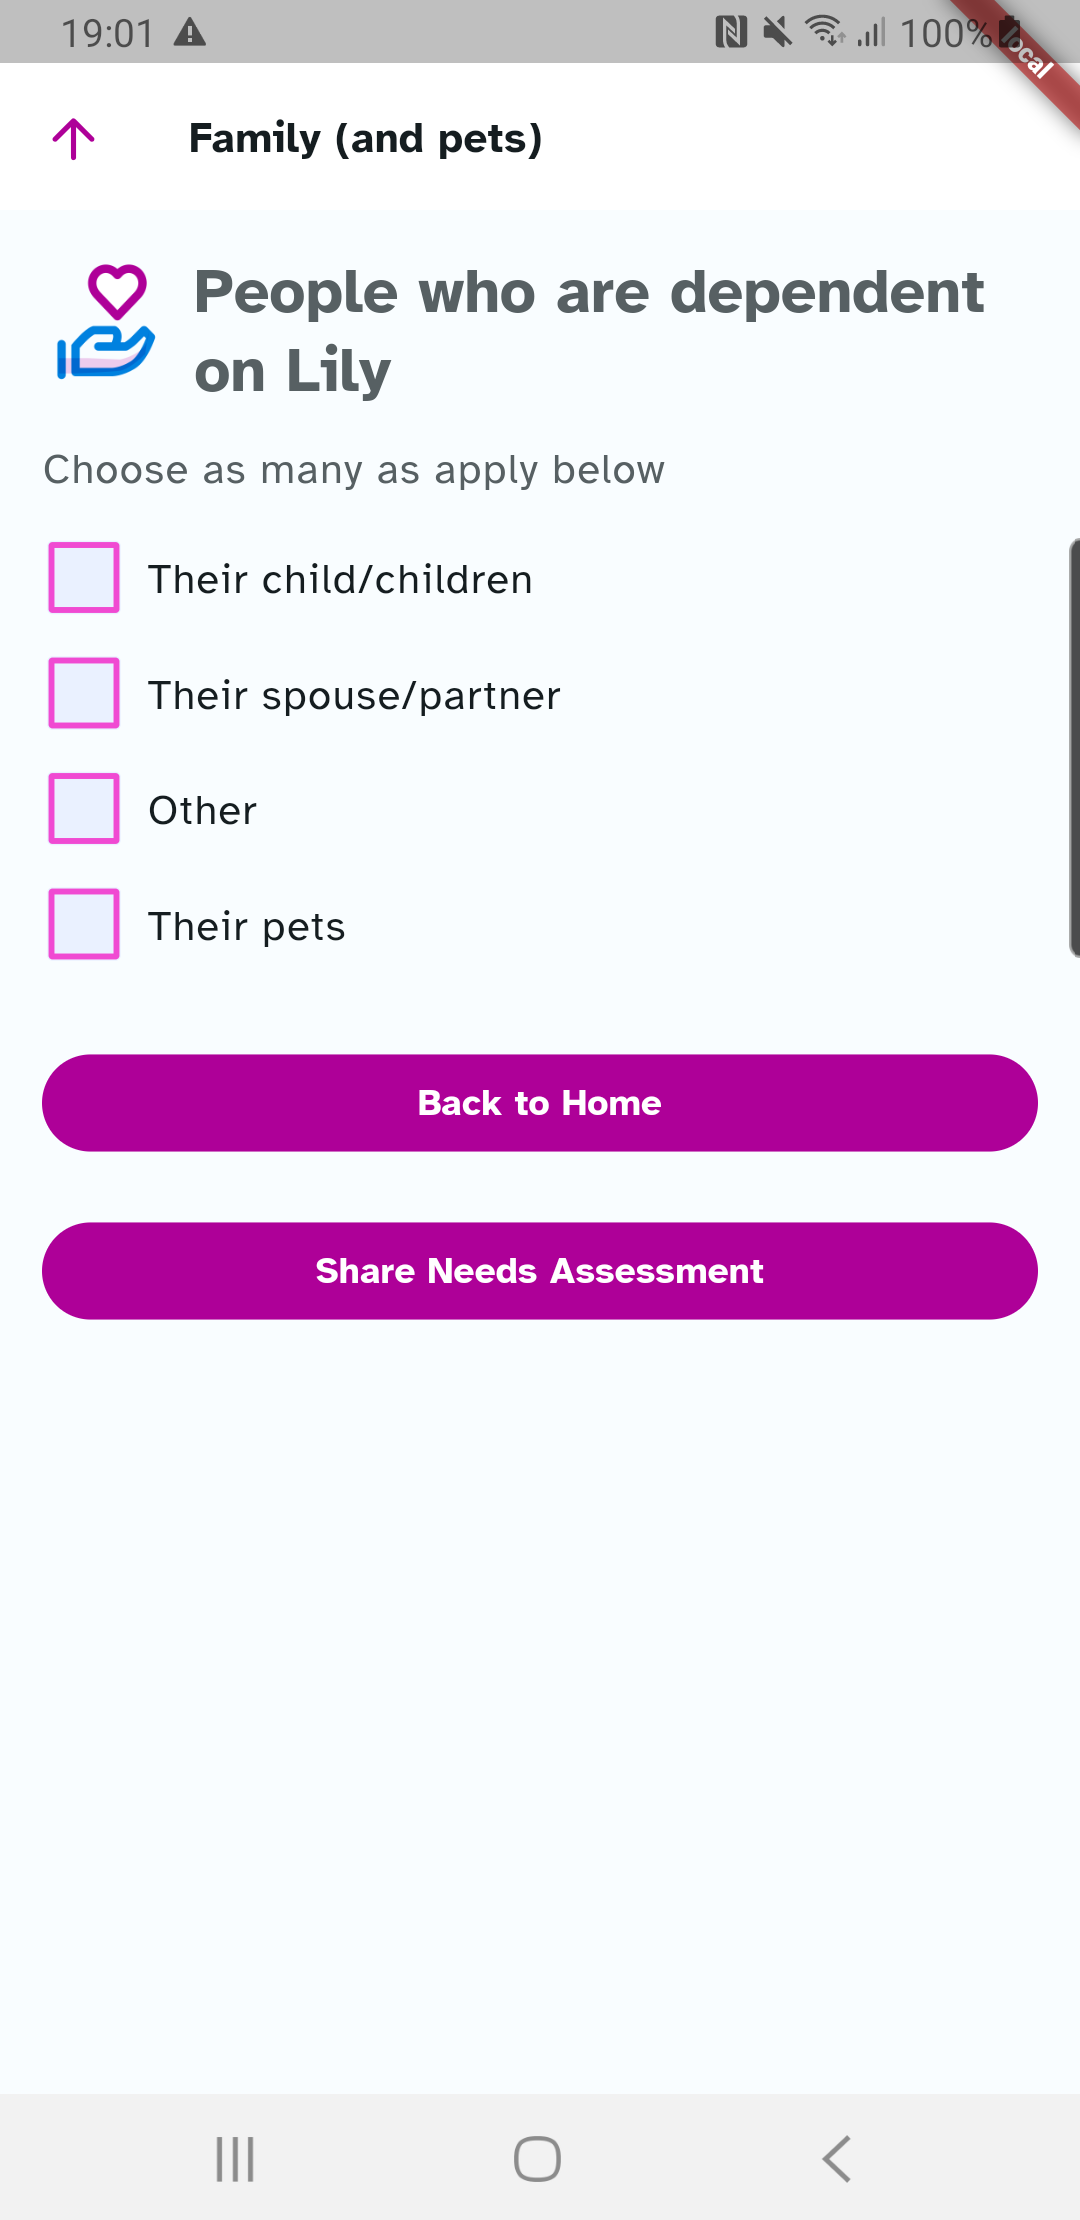 19:01
100%
local
Family (and pets)
People who are dependent
on Lily
Choose as many as apply below
Their child/children
Their spouse/partner
Other
Their pets
Back to Home
Share Needs Assessment